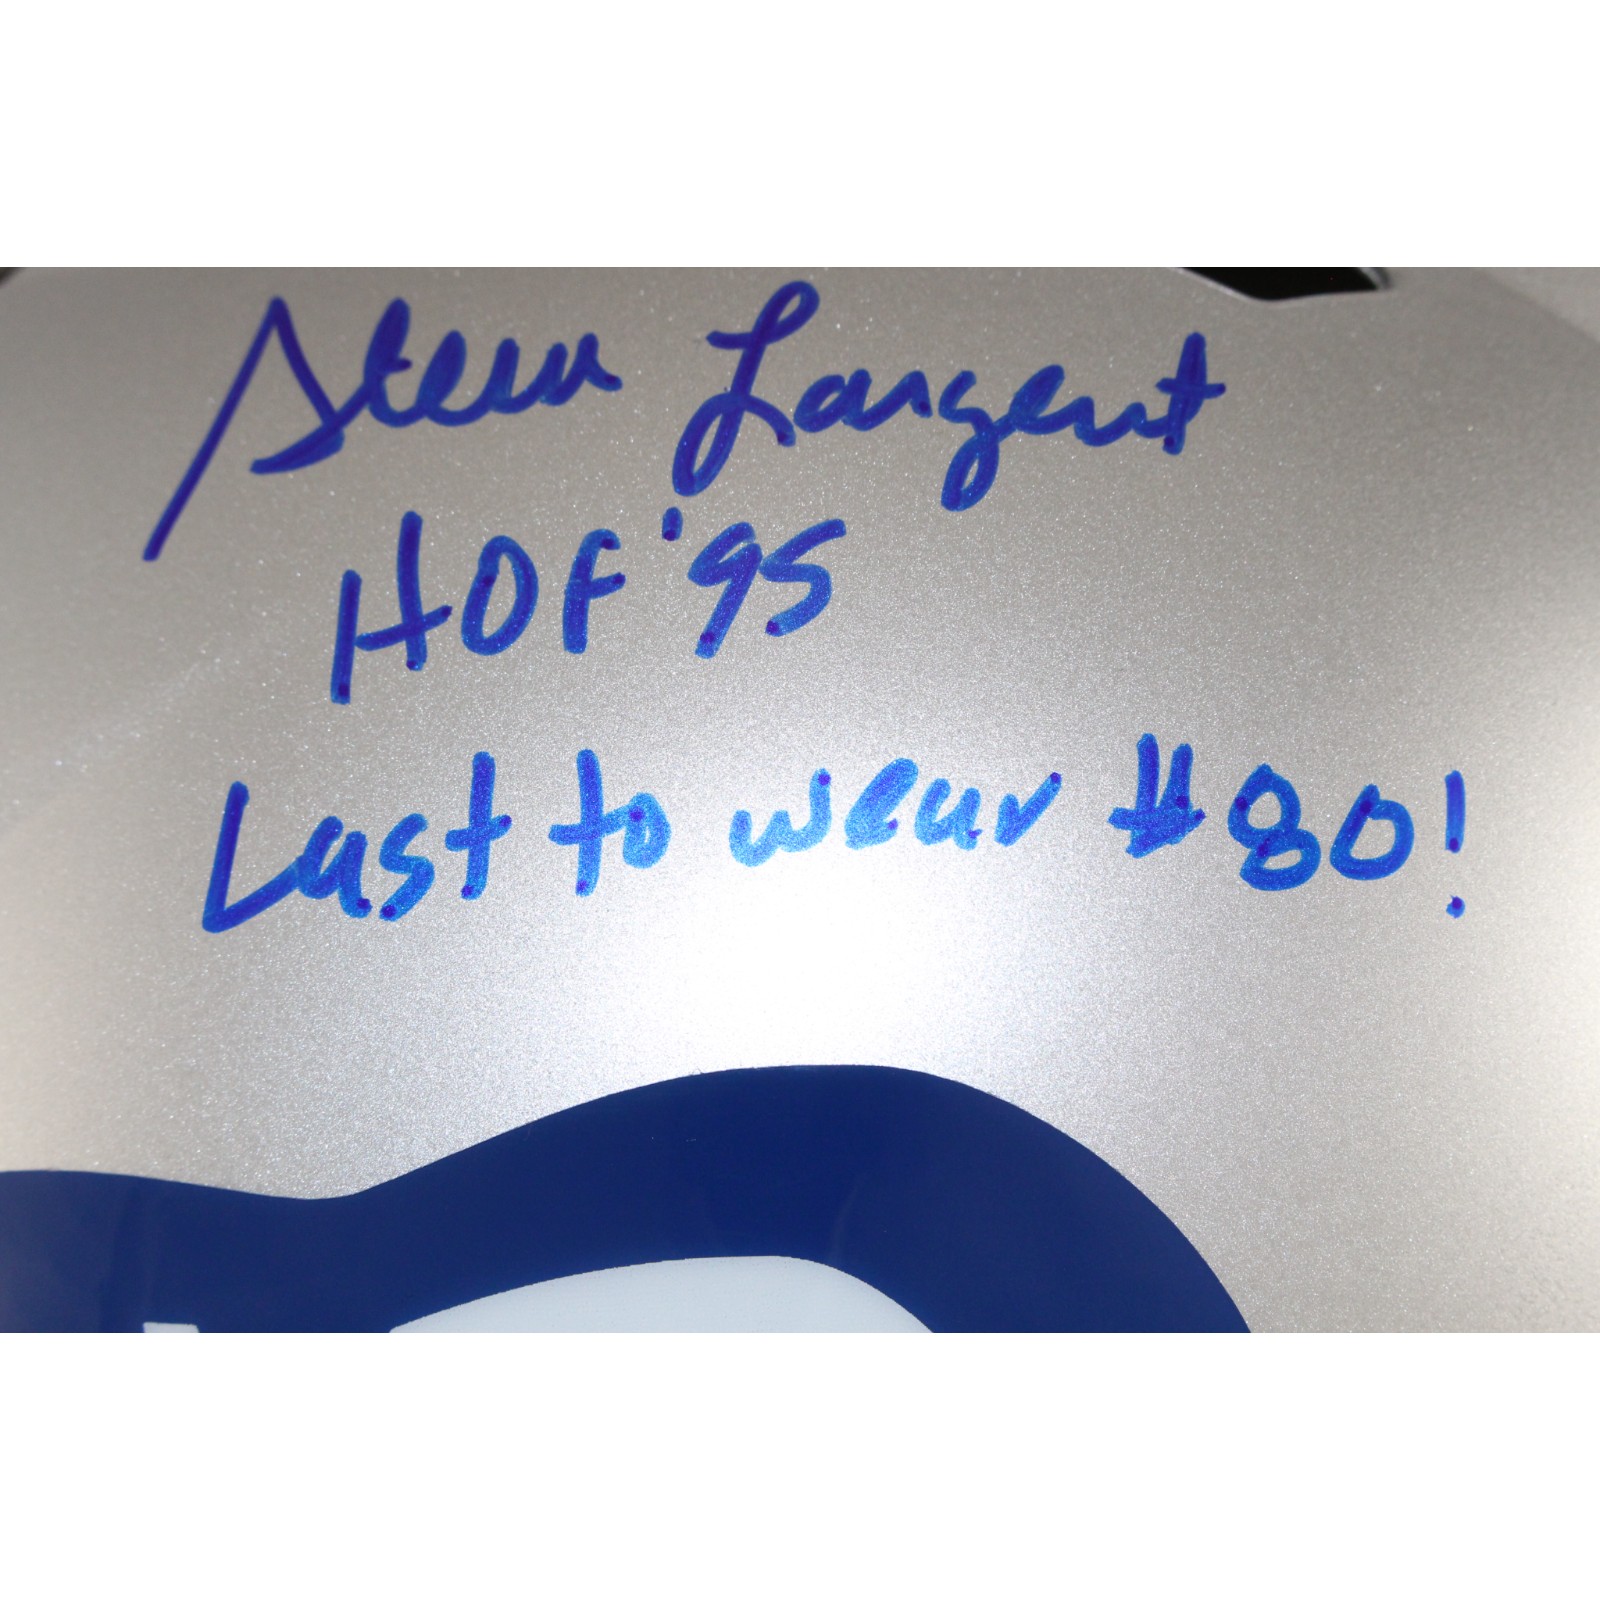 Steve Largent
HOF '95
Last to wear #80!